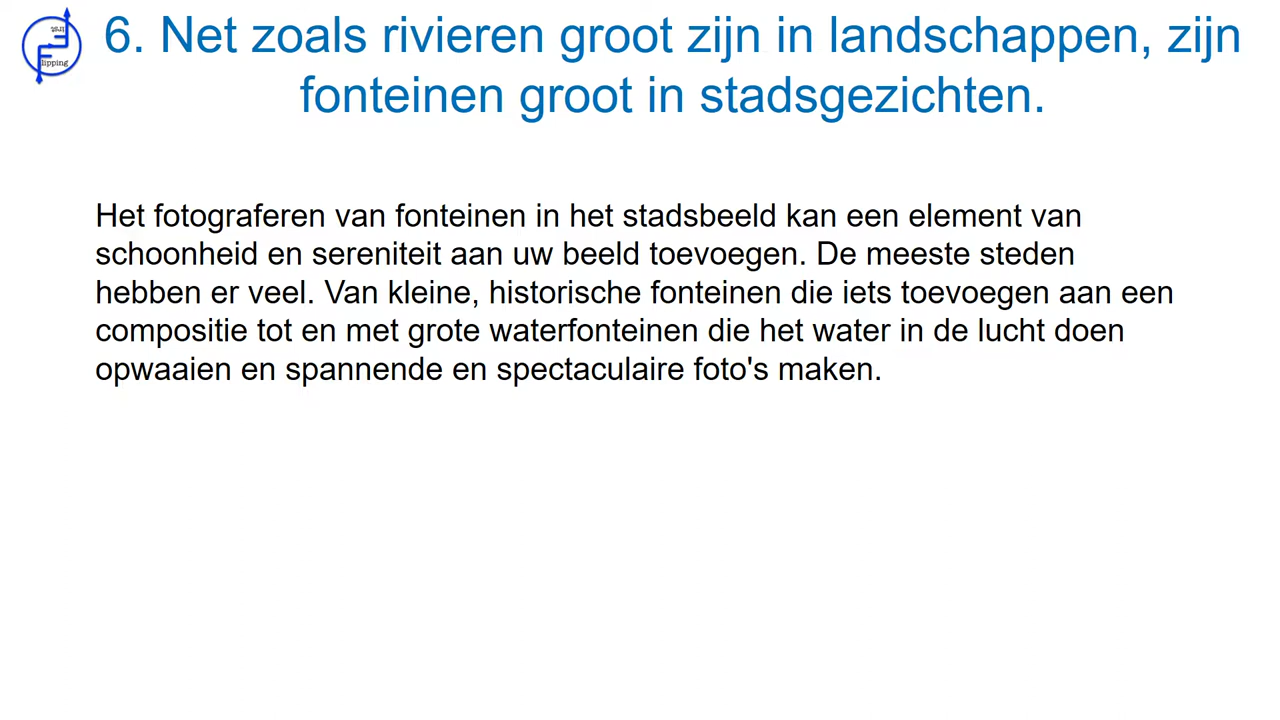 6. Net zoals rivieren groot zijn in landschappen, zijn
fonteinen groot in stadsgezichten.
Het fotograferen van fonteinen in het stadsbeeld kan een element van
schoonheid en sereniteit aan uw beeld toevoegen. De meeste steden
hebben er veel. Van kleine, historische fonteinen die iets toevoegen aan een
compositie tot en met grote waterfonteinen die het water in de lucht doen
opwaaien en spannende en spectaculaire foto's maken.
lipping